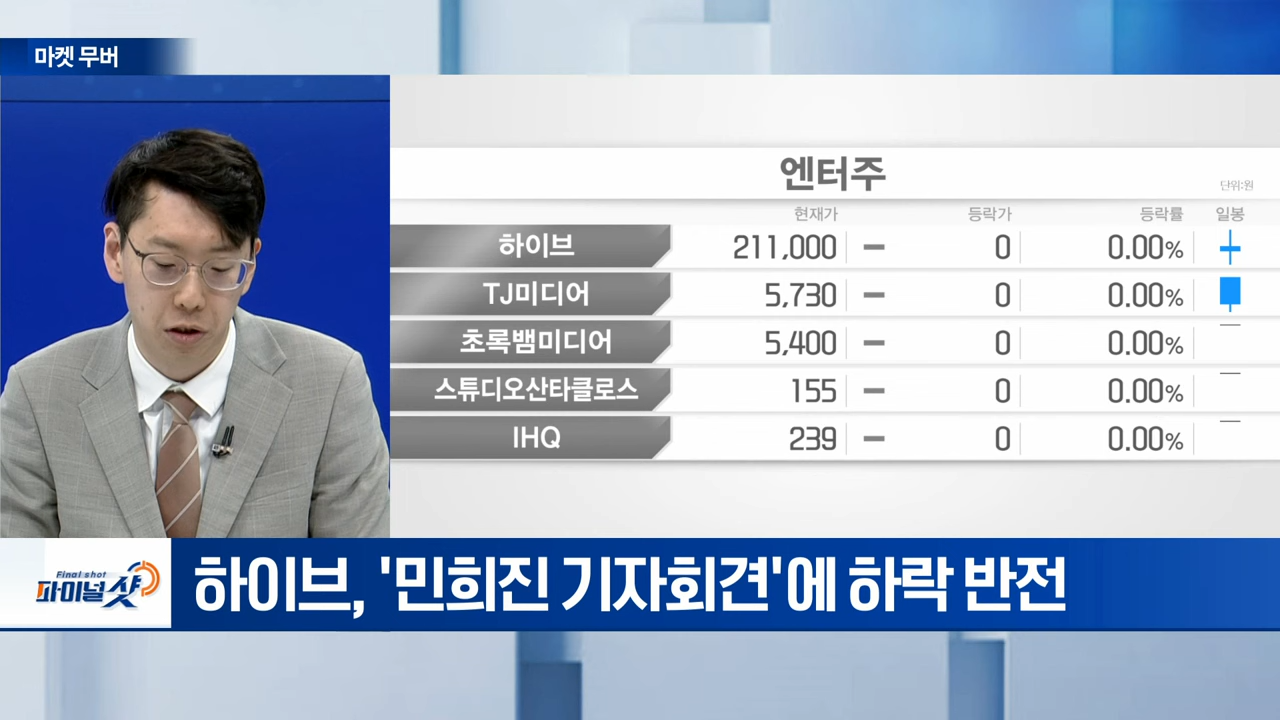 마켓 무버
엔터주
단위:원
현재가 등락가 등락률 일봉
하이브 211,000 0 0.00%
TJ미디어 5,730 0 0.00%
초록뱀미디어 5,400 0 0.00%
스튜디오산타클로스 155 0 0.00%
IHQ 239 0 0.00%
Final shot
파이널샷
하이브, '민희진 기자회견'에 하락 반전